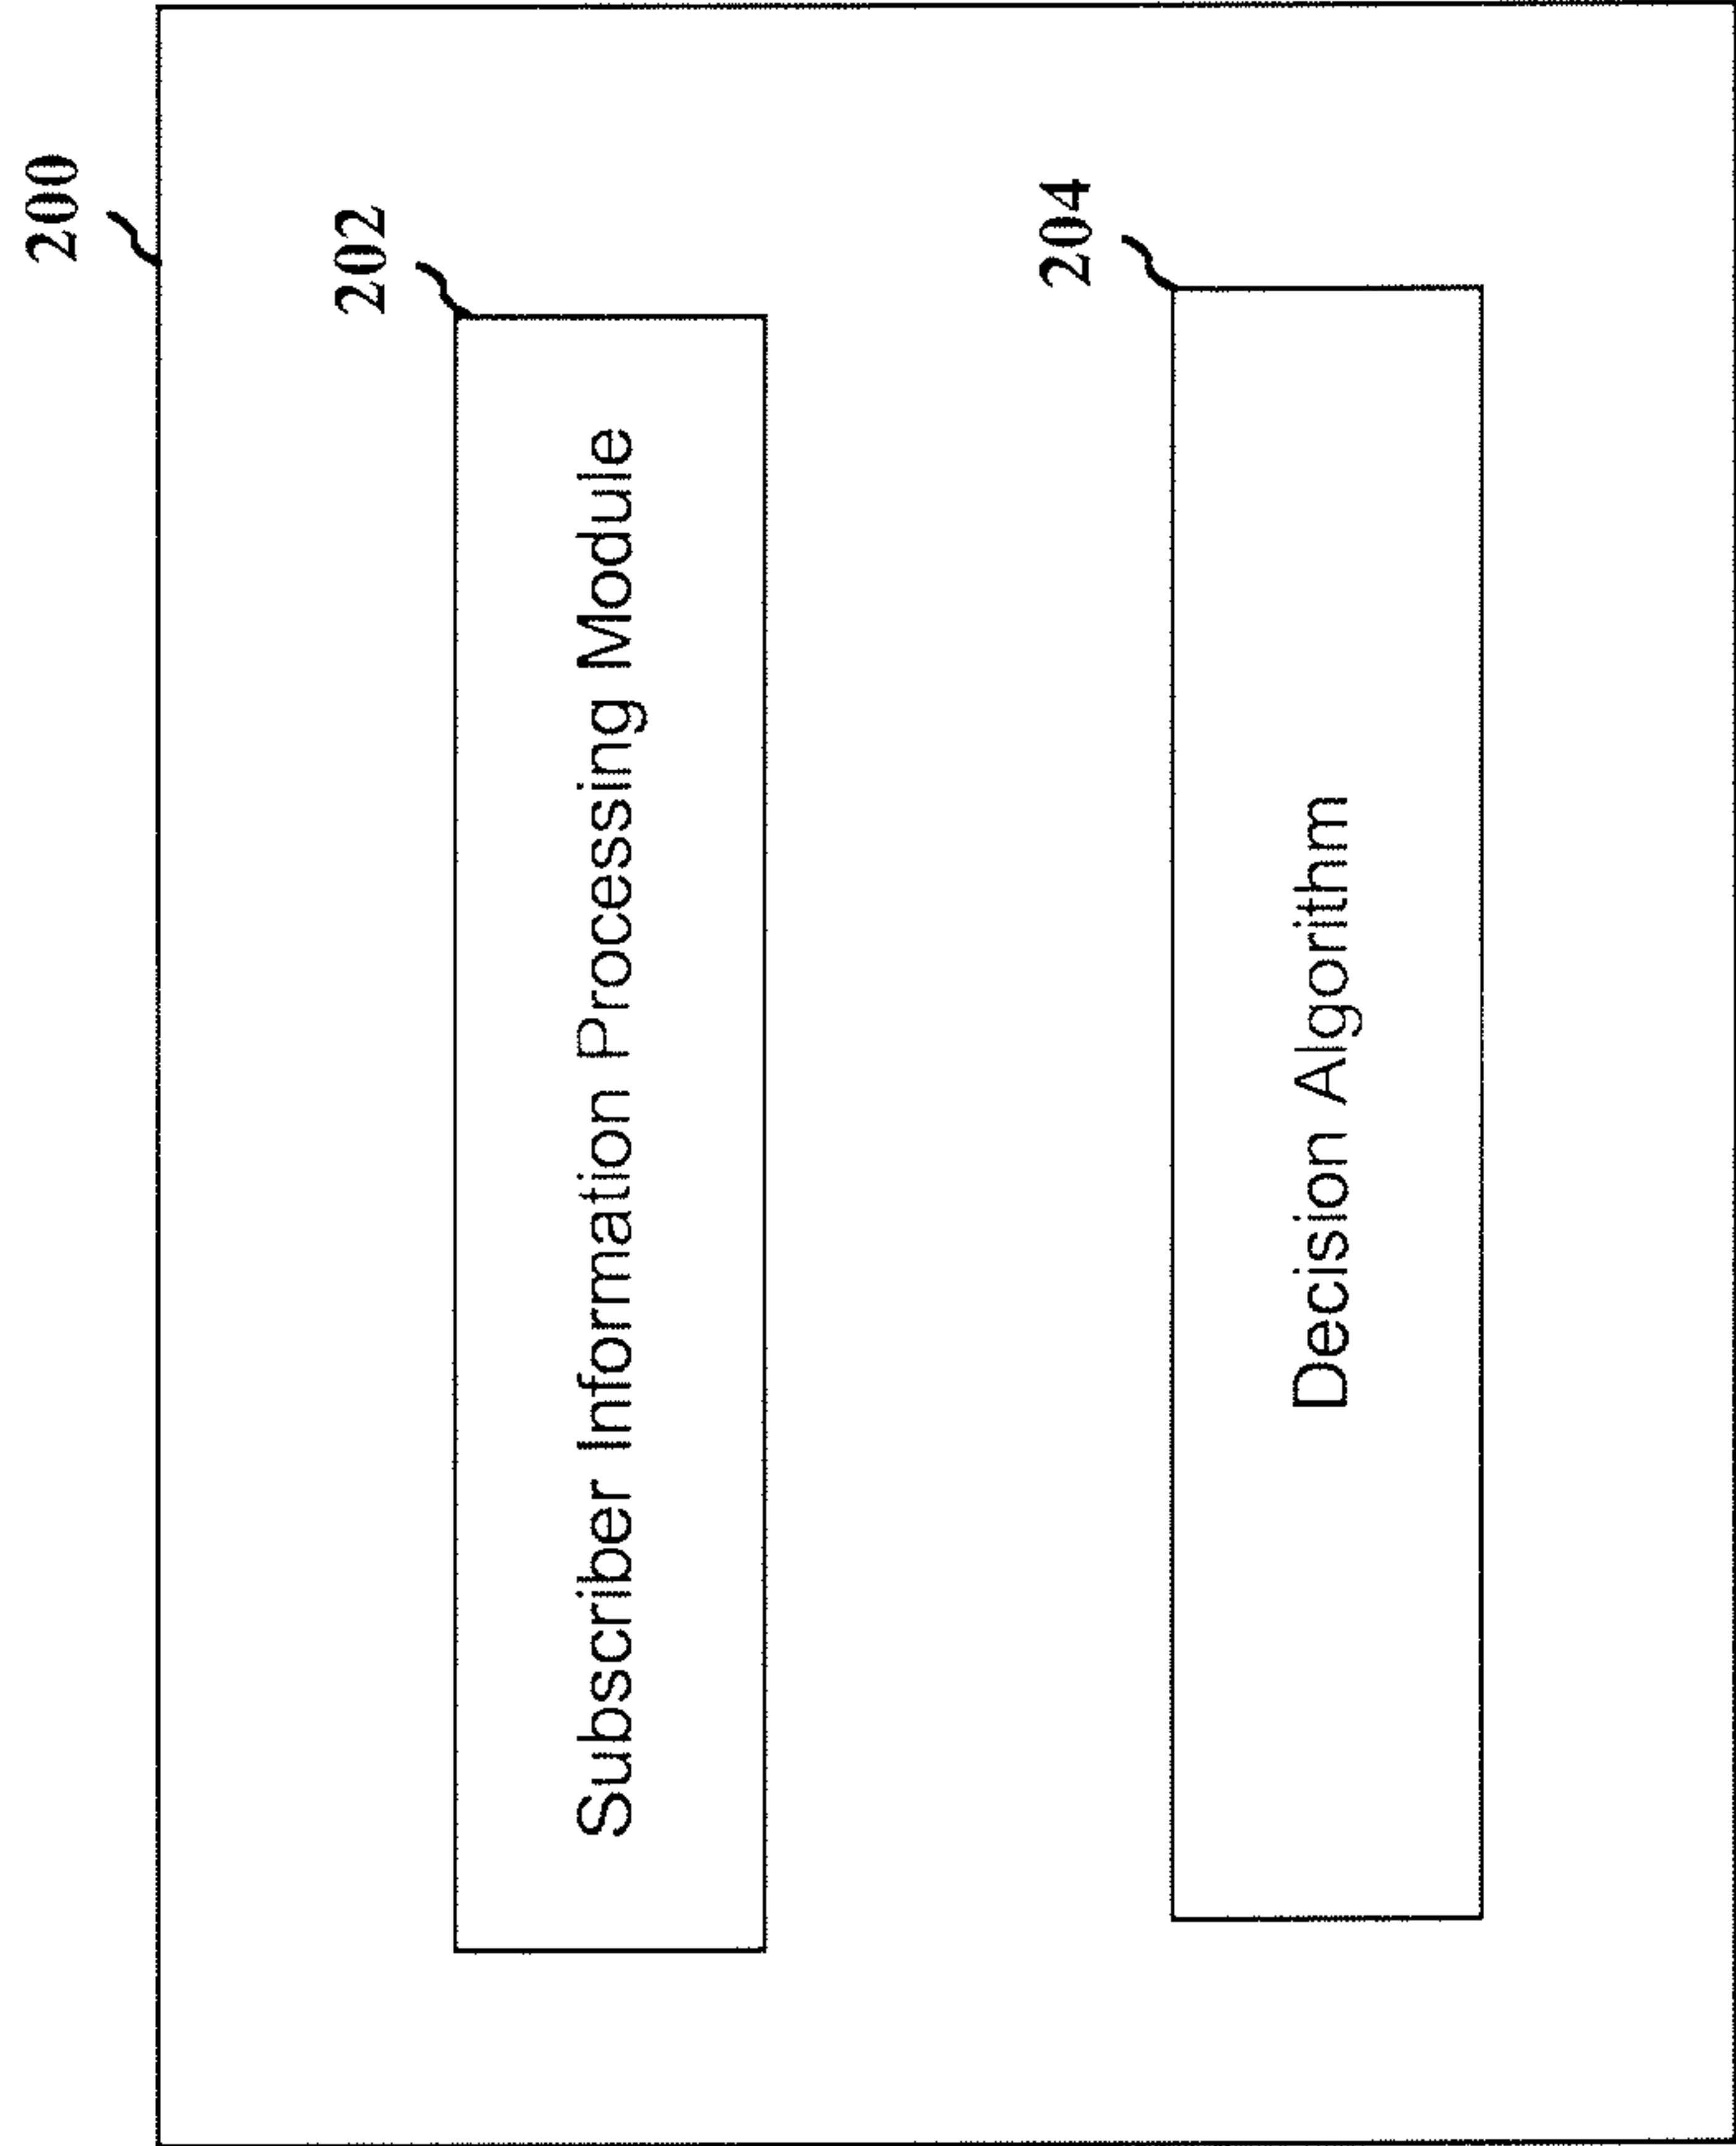 200
202
Subscriber Information Processing Module
204
Decision Algorithm